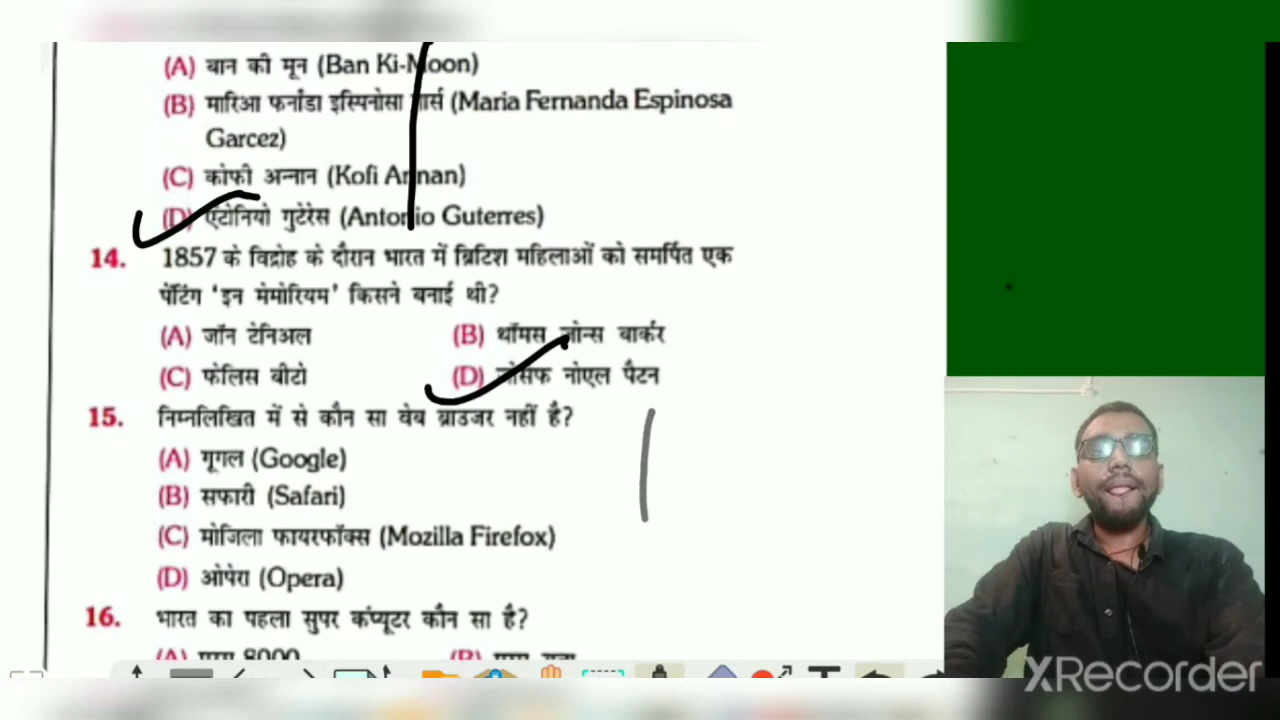 (A) बान की मून (Ban Ki-Moon)
(B) मारिआ फर्नांडा इस्पिनोसा गार्स (Maria Fernanda Espinosa
Garcez)
(C) कोफी अन्नान (Kofi Annan)
(D) एंटोनियो गुटेरेस (Antonio Guterres)
14. 1857 के विद्रोह के दौरान भारत में ब्रिटिश महिलाओं को समर्पित एक
पेंटिंग 'इन मेमोरियम' किसने बनाई थी?
(A) जॉन टेनिअल (B) थॉमस जोन्स बार्कर
(C) फेलिस बीटो (D) जोसेफ नोएल पैटन
15. निम्नलिखित में से कौन सा वेब ब्राउजर नहीं है?
(A) गूगल (Google)
(B) सफारी (Safari)
(C) मोजिला फायरफॉक्स (Mozilla Firefox)
(D) ओपेरा (Opera)
16. भारत का पहला सुपर कंप्यूटर कौन सा है?
(A) 8000 (B)
XRecorder